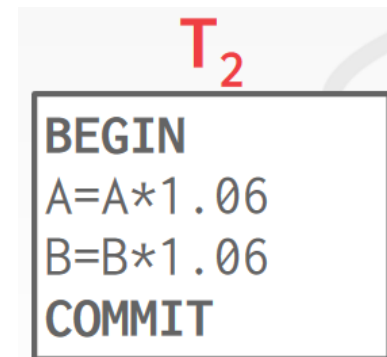 T₂
BEGIN
A=A*1.06
B=B*1.06
COMMIT